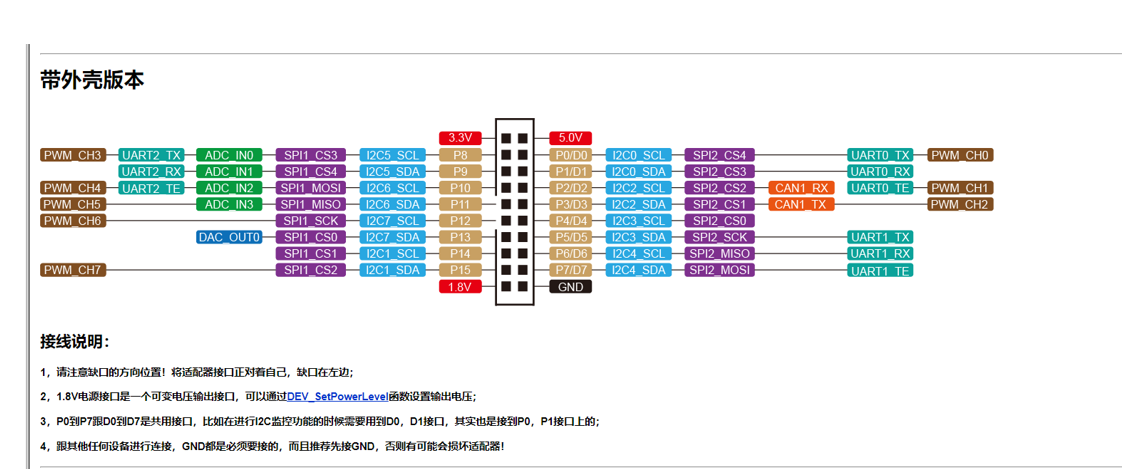 带外壳版本
3.3V 5.0V
PWM_CH3 UART2_TX ADC_IN0 SPI1_CS3 I2C5_SCL P8 P0/D0 I2C0_SCL SPI2_CS4 UART0_TX PWM_CH0
UART2_RX ADC_IN1 SPI1_CS4 I2C5_SDA P9 P1/D1 I2C0_SDA SPI2_CS3 UART0_RX
PWM_CH4 UART2_TE ADC_IN2 SPI1_MOSI I2C6_SCL P10 P2/D2 I2C2_SCL SPI2_CS2 CAN1_RX UART0_TE PWM_CH1
PWM_CH5 ADC_IN3 SPI1_MISO I2C6_SDA P11 P3/D3 I2C2_SDA SPI2_CS1 CAN1_TX PWM_CH2
PWM_CH6 SPI1_SCK I2C7_SCL P12 P4/D4 I2C3_SCL SPI2_CS0
DAC_OUT0 SPI1_CS0 I2C7_SDA P13 P5/D5 I2C3_SDA SPI2_SCK UART1_TX
SPI1_CS1 I2C1_SCL P14 P6/D6 I2C4_SCL SPI2_MISO UART1_RX
PWM_CH7 SPI1_CS2 I2C1_SDA P15 P7/D7 I2C4_SDA SPI2_MOSI UART1_TE
1.8V GND
接线说明：
1，请注意缺口的方向位置！将适配器接口正对着自己，缺口在左边；
2，1.8V电源接口是一个可变电压输出接口，可以通过DEV_SetPowerLevel函数设置输出电压；
3，P0到P7跟D0到D7是共用接口，比如在进行I2C监控功能的时候需要用到D0，D1接口，其实也是接到P0，P1接口上的；
4，跟其他任何设备进行连接，GND都是必须要接的，而且推荐先接GND，否则有可能会损坏适配器！